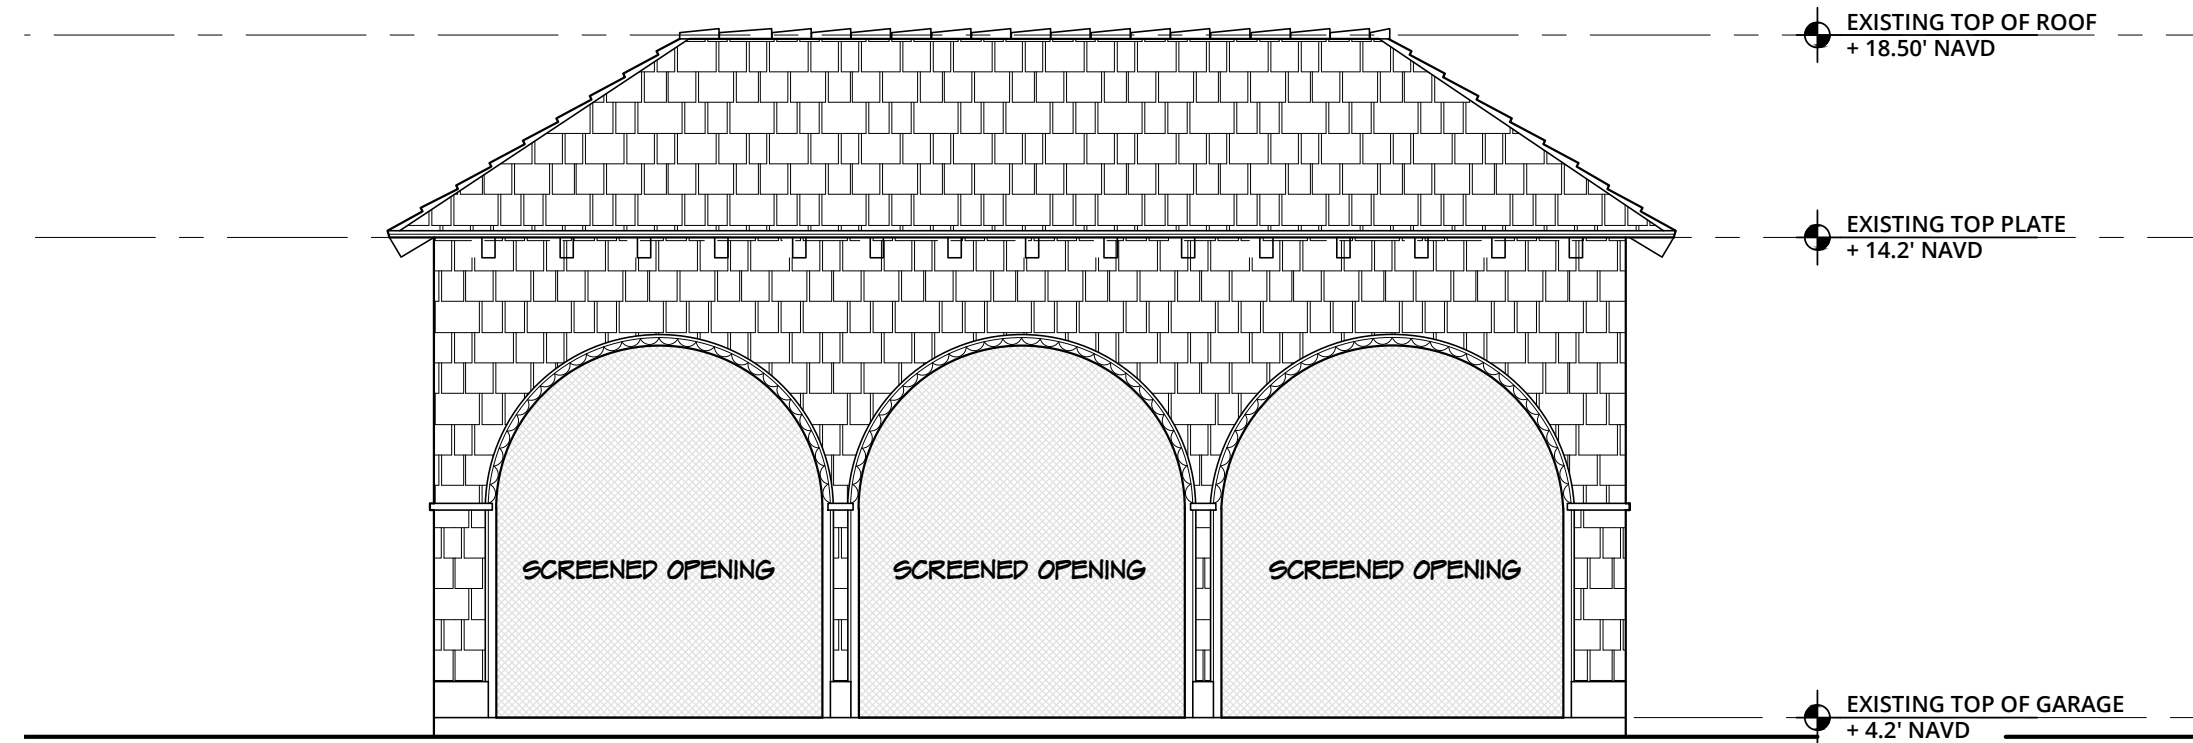 EXISTING TOP OF ROOF
+ 18.50' NAVD
EXISTING TOP PLATE
+ 14.2' NAVD
SCREENED OPENING
SCREENED OPENING
SCREENED OPENING
EXISTING TOP OF GARAGE
+ 4.2' NAVD